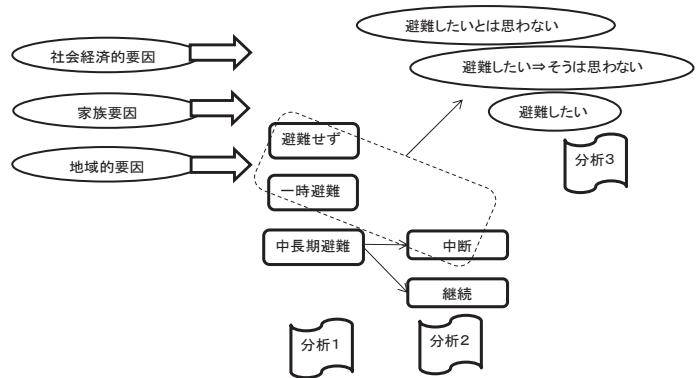 避難したいとは思わない
社会経済的要因
避難したい⇒そうは思わない
家族要因
避難したい
避難せず
分析3
地域的要因
一時避難
中長期避難
中断
継続
分析1
分析2